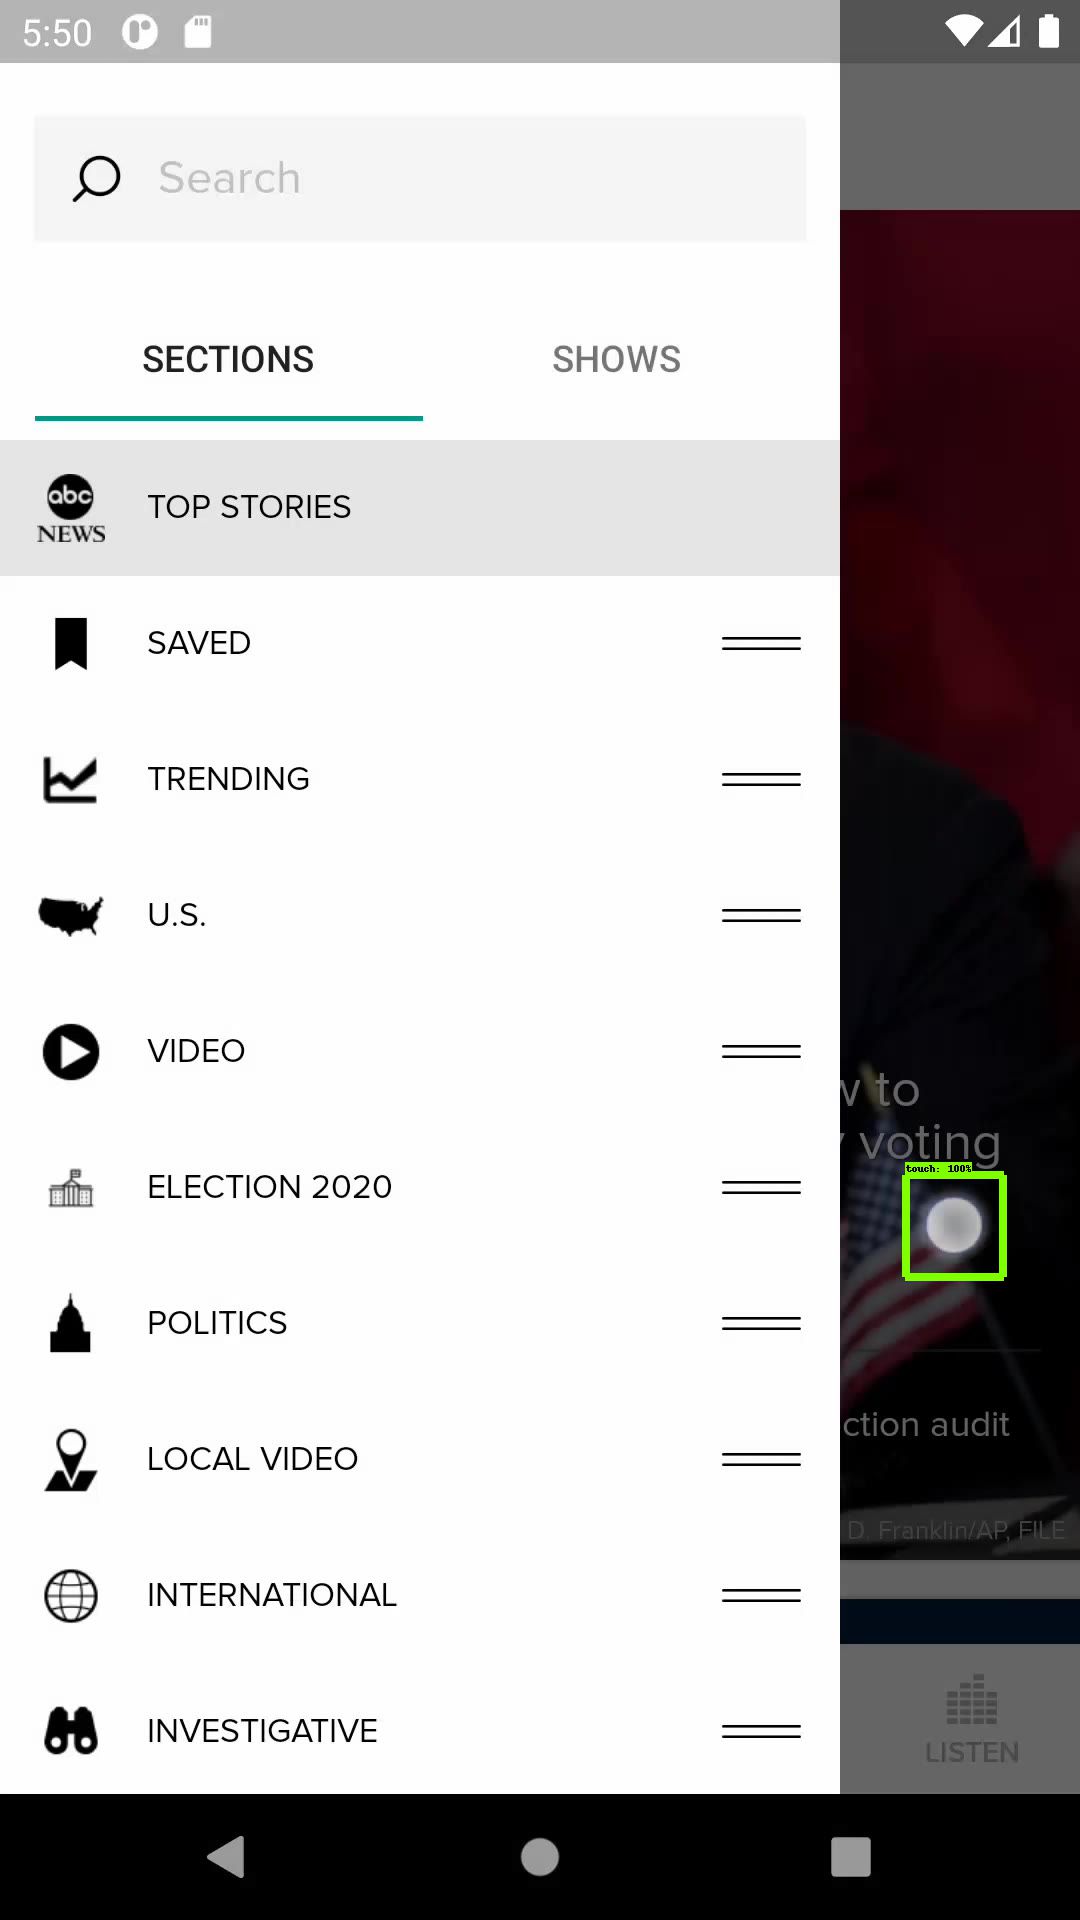 5:50
Search
SECTIONS SHOWS
abc NEWS TOP STORIES
SAVED
TRENDING
U.S.
VIDEO
w to
voting
touch: 100%
ELECTION 2020
POLITICS
ction audit
LOCAL VIDEO
D. Franklin/AP, FILE
INTERNATIONAL
INVESTIGATIVE
LISTEN